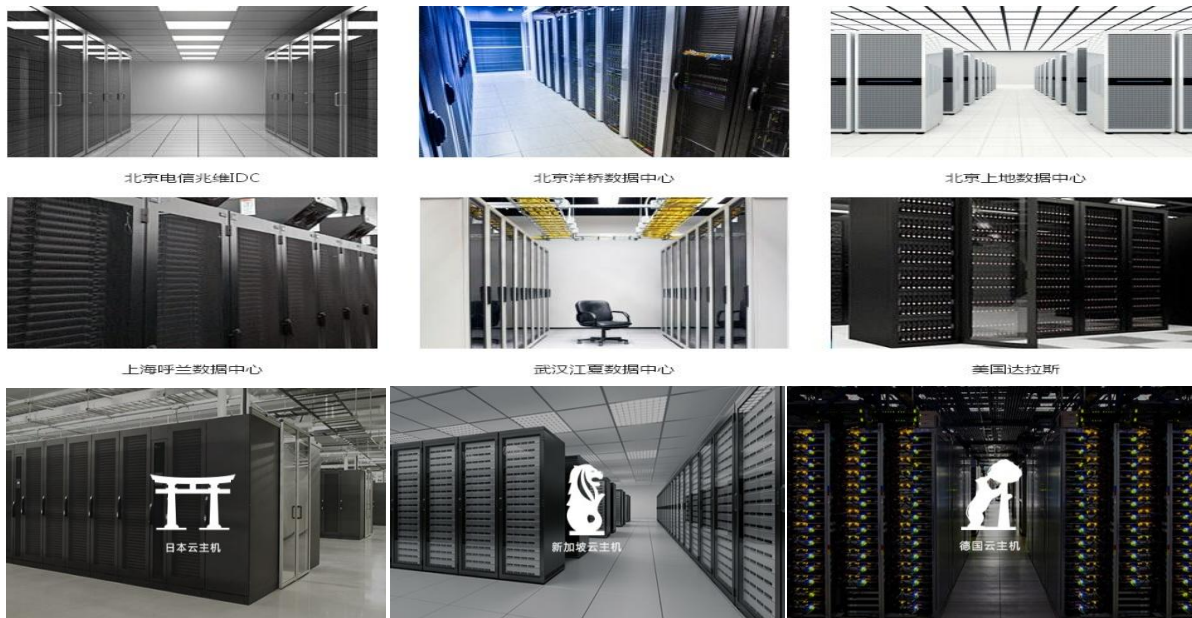 北京电信兆维IDC
北京洋桥数据中心
北京上地数据中心
上海呼兰数据中心
武汉江夏数据中心
美国达拉斯
日本云主机
新加坡云主机
德国云主机